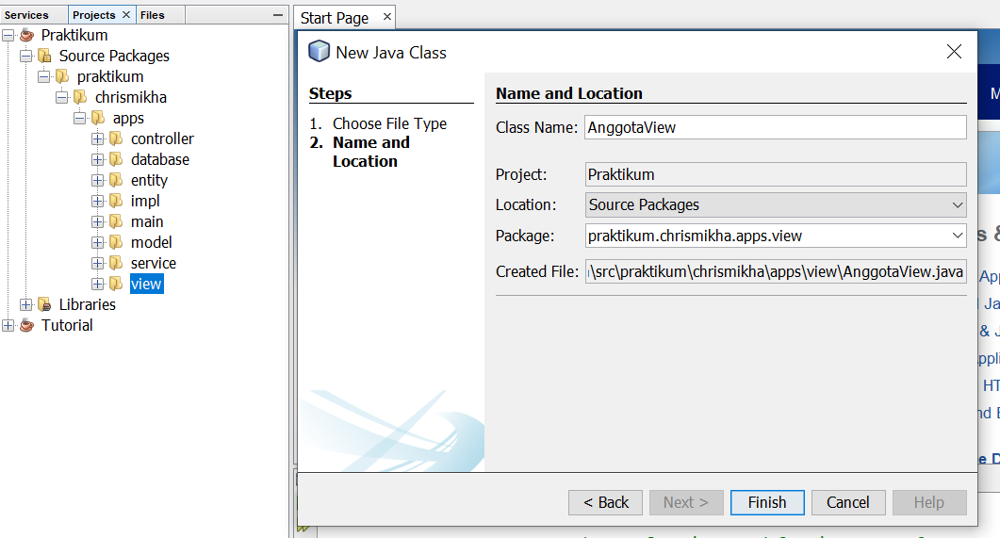 Services Projects Files
Start Page
Praktikum
Source Packages
praktikum
chrismikha
apps
controller
database
entity
impl
main
model
service
view
Libraries
Tutorial
New Java Class
Steps
1. Choose File Type
2. Name and
Location
Name and Location
Class Name: AnggotaView
Project: Praktikum
Location: Source Packages
Package: praktikum.chrismikha.apps.view
Created File: \src\praktikum\chrismikha\apps\view\AnggotaView.java
< Back Next > Finish Cancel Help
M
s &
App
Ja
& J
HT
nd E
e D